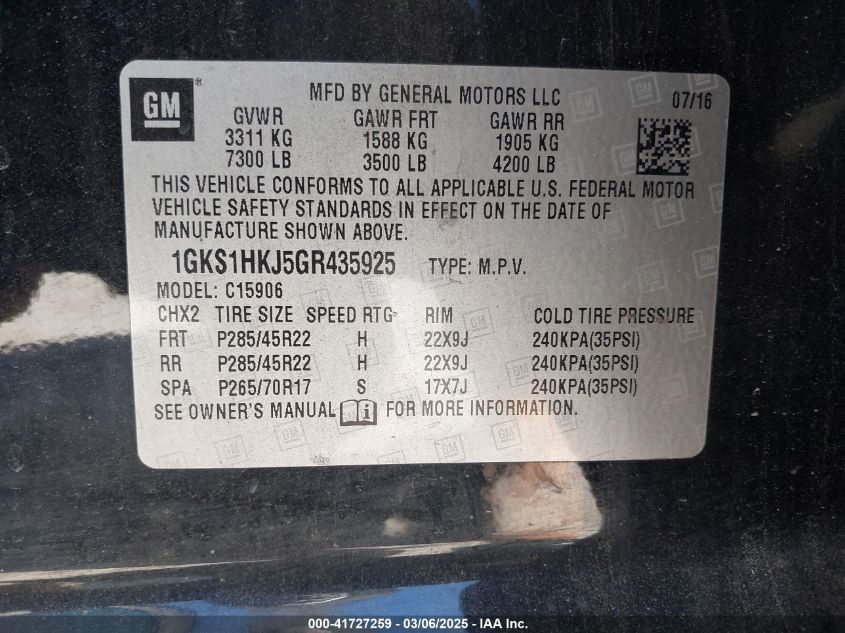 GM
MFD BY GENERAL MOTORS LLC 07/16
GVWR GAWR FRT GAWR RR
3311 KG 1588 KG 1905 KG
7300 LB 3500 LB 4200 LB
THIS VEHICLE CONFORMS TO ALL APPLICABLE U.S. FEDERAL MOTOR
VEHICLE SAFETY STANDARDS IN EFFECT ON THE DATE OF
MANUFACTURE SHOWN ABOVE.
1GKS1HKJ5GR435925 TYPE: M.P.V.
MODEL: C15906
CHX2 TIRE SIZE SPEED RTG RIM COLD TIRE PRESSURE
FRT P285/45R22 H 22X9J 240KPA(35PSI)
RR P285/45R22 H 22X9J 240KPA(35PSI)
SPA P265/70R17 S 17X7J 240KPA(35PSI)
SEE OWNER'S MANUAL FOR MORE INFORMATION.
000-41727259 - 03/06/2025 - IAA Inc.